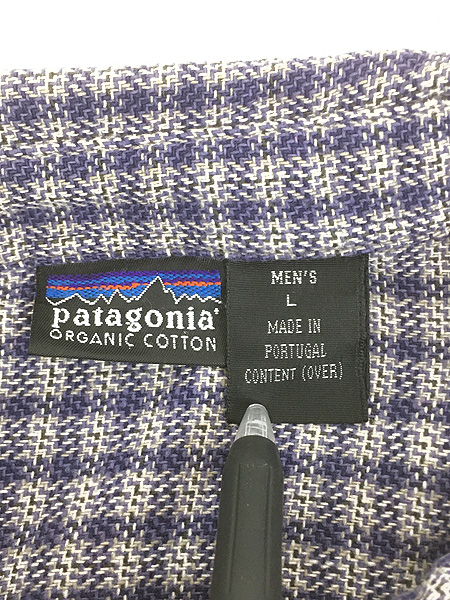 patagonia®
ORGANIC COTTON
MEN'S
L
MADE IN
PORTUGAL
CONTENT (OVER)